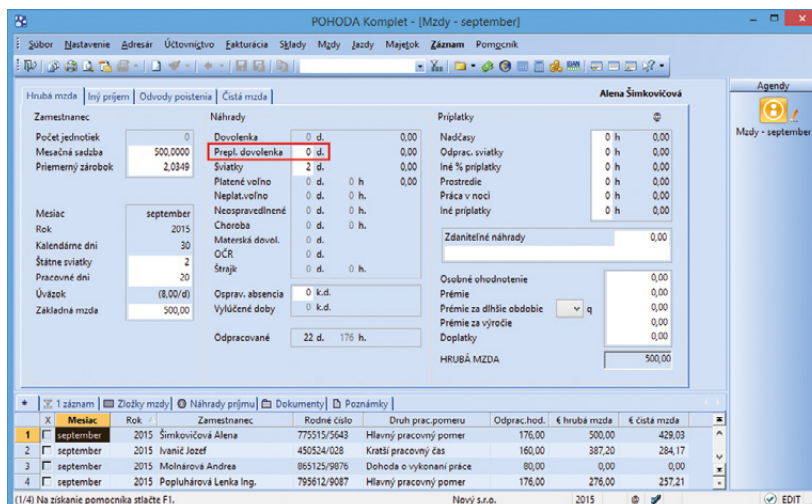 POHODA Komplet - [Mzdy - september]
Súbor Nastavenie Adresár Účtovníctvo Fakturácia Sklady Mzdy Jazdy Majetok Záznam Pomocník
Hrubá mzda Iný príjem Odvody poistenia Čistá mzda Alena Šimkovičová
Agendy
Mzdy - september
Zamestnanec
Počet jednotiek 0
Mesačná sadzba 500,0000
Priemerný zárobok 2,0349
Mesiac september
Rok 2015
Kalendárne dni 30
Štátne sviatky 2
Pracovné dni 20
Úväzok (8,00/d)
Základná mzda 500,00
Náhrady
Dovolenka 0 d. 0,00
Prepl. dovolenka 0 d. 0,00
Sviatky 2 d. 0,00
Platené voľno 0 d. 0 h 0,00
Neplat.voľno 0 d. 0 h.
Neospravedlnené 0 d. 0 h.
Choroba 0 d. 0 h.
Materská dovol. 0 d.
OČR 0 d.
Štrajk 0 d. 0 h.
Osprav. absencia 0 k.d.
Vylúčené doby 0 k.d.
Odpracované 22 d. 176 h.
Príplatky
Nadčasy 0 h 0,00
Odprac. sviatky 0 h 0,00
Iné % príplatky 0 h 0,00
Prostredie 0 h 0,00
Práca v noci 0 h 0,00
Iné príplatky 0 h 0,00
Zdaniteľné náhrady 0,00
Osobné ohodnotenie 0,00
Prémie 0,00
Prémie za dlhšie obdobie q 0,00
Prémie za výročie 0,00
Doplatky 0,00
HRUBÁ MZDA 500,00
* 1 záznam Zložky mzdy Náhrady príjmu Dokumenty Poznámky
X Mesiac Rok Zamestnanec Rodné číslo Druh prac.pomeru Odprac.hod. € hrubá mzda € čistá mzda
1 september 2015 Šimkovičová Alena 775515/5643 Hlavný pracovný pomer 176,00 500,00 429,03
2 september 2015 Ivanič Jozef 450524/028 Kratší pracovný čas 160,00 387,20 284,17
3 september 2015 Molnárová Andrea 865125/9876 Dohoda o vykonaní práce 80,00 0,00 0,00
4 september 2015 Popluhárová Lenka Ing. 795612/9087 Hlavný pracovný pomer 176,00 276,00 257,21
(1/4) Na získanie pomocníka stlačte F1. Nový s.r.o. 2015 @ EDIT